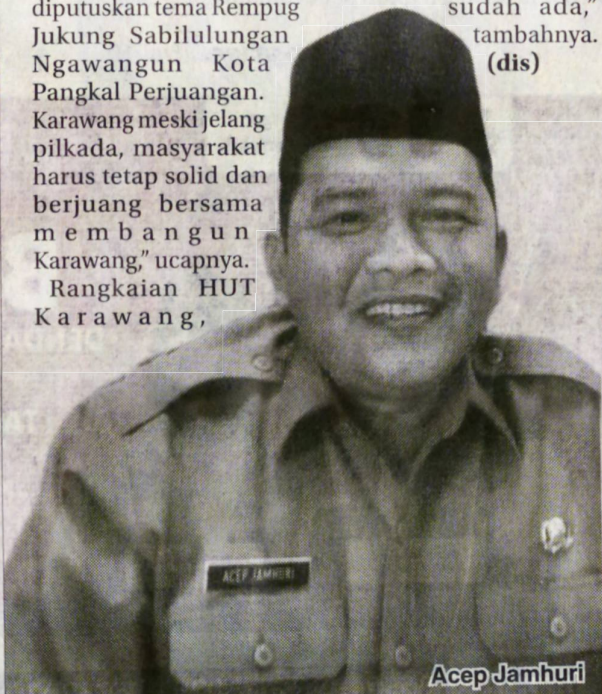 diputuskan tema Rempug
Jukung Sabilulungan
Ngawangun Kota
Pangkal Perjuangan.
Karawang meski jelang
pilkada, masyarakat
harus tetap solid dan
berjuang bersama
membangun
Karawang,” ucapnya.
Rangkaian HUT
Karawang,
sudah ada,”
tambahnya.
(dis)
ACEP JAMHURI
Acep Jamhuri